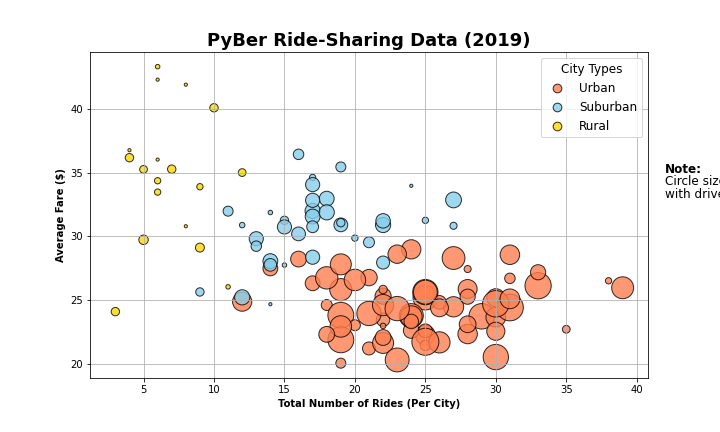 PyBer Ride-Sharing Data (2019)
City Types
Urban
Suburban
Rural
Note:
Circle size
with drive
Average Fare ($)
40
35
30
25
20
5 10 15 20 25 30 35 40
Total Number of Rides (Per City)